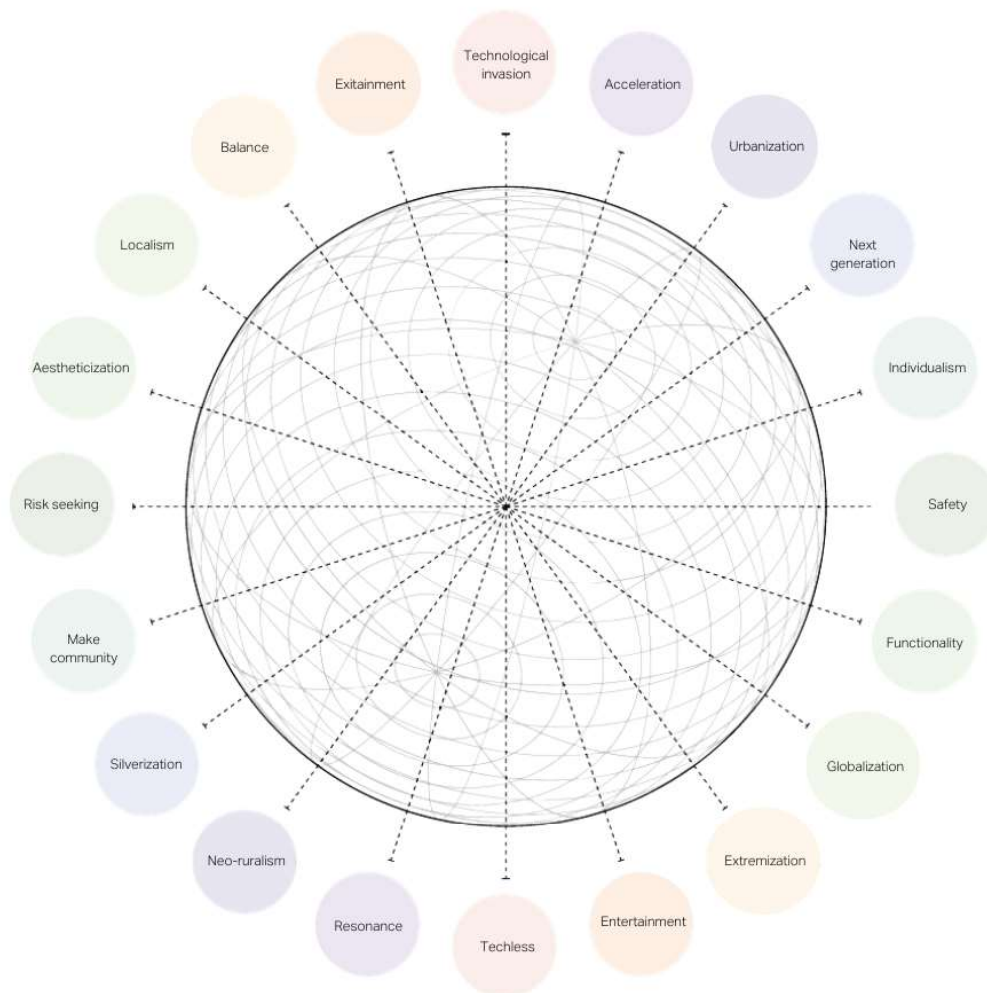 Technological
invasion
Exitainment
Acceleration
Balance
Urbanization
Localism
Next
generation
Aestheticization
Individualism
Risk seeking
Safety
Make
community
Functionality
Silverization
Globalization
Neo-ruralism
Extremization
Resonance
Entertainment
Techless